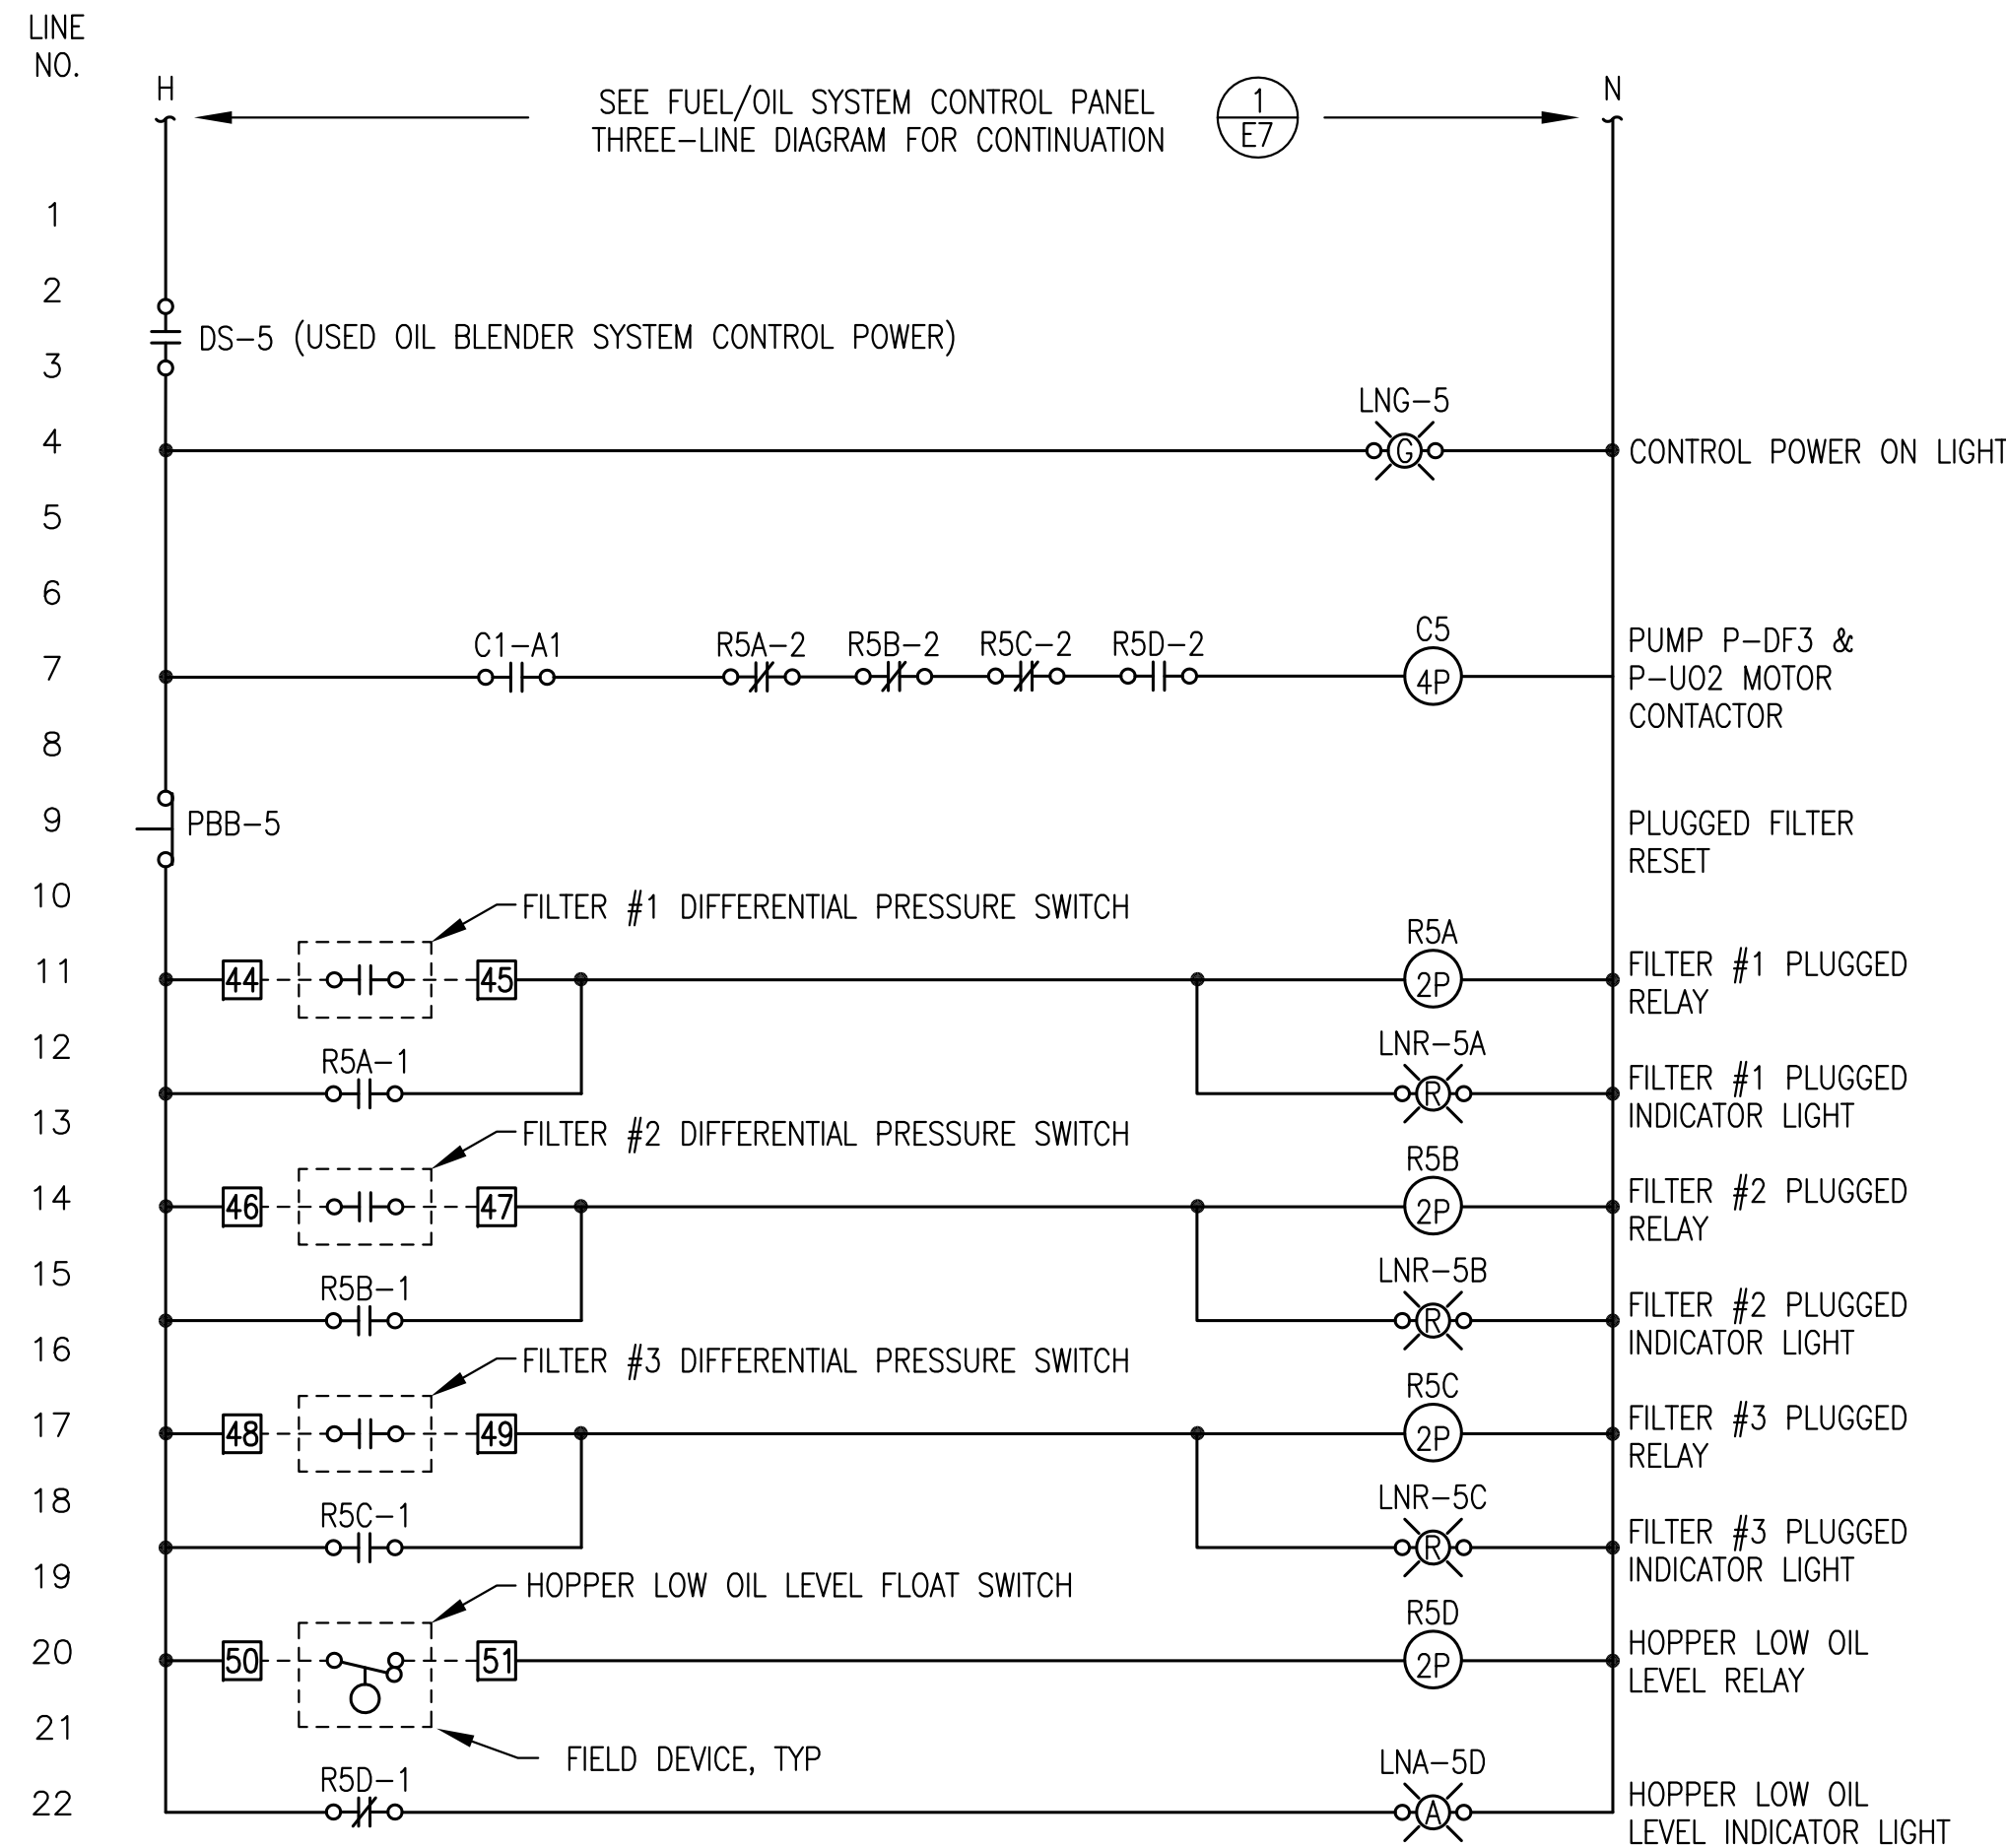 LINE
NO.
H
SEE FUEL/OIL SYSTEM CONTROL PANEL
THREE-LINE DIAGRAM FOR CONTINUATION
1
E7
N
1
2
DS-5 (USED OIL BLENDER SYSTEM CONTROL POWER)
3
LNG-5
4
G
CONTROL POWER ON LIGHT
5
6
C1-A1
R5A-2
R5B-2
R5C-2
R5D-2
C5
4P
PUMP P-DF3 &
P-UO2 MOTOR
CONTACTOR
7
8
9
PBB-5
PLUGGED FILTER
RESET
10
FILTER #1 DIFFERENTIAL PRESSURE SWITCH
R5A
11
44
45
2P
FILTER #1 PLUGGED
RELAY
12
R5A-1
LNR-5A
R
FILTER #1 PLUGGED
INDICATOR LIGHT
13
FILTER #2 DIFFERENTIAL PRESSURE SWITCH
R5B
14
46
47
2P
FILTER #2 PLUGGED
RELAY
15
R5B-1
LNR-5B
R
FILTER #2 PLUGGED
INDICATOR LIGHT
16
FILTER #3 DIFFERENTIAL PRESSURE SWITCH
R5C
17
48
49
2P
FILTER #3 PLUGGED
RELAY
18
R5C-1
LNR-5C
R
FILTER #3 PLUGGED
INDICATOR LIGHT
19
HOPPER LOW OIL LEVEL FLOAT SWITCH
R5D
20
50
51
2P
HOPPER LOW OIL
LEVEL RELAY
21
FIELD DEVICE, TYP
22
R5D-1
LNA-5D
A
HOPPER LOW OIL
LEVEL INDICATOR LIGHT